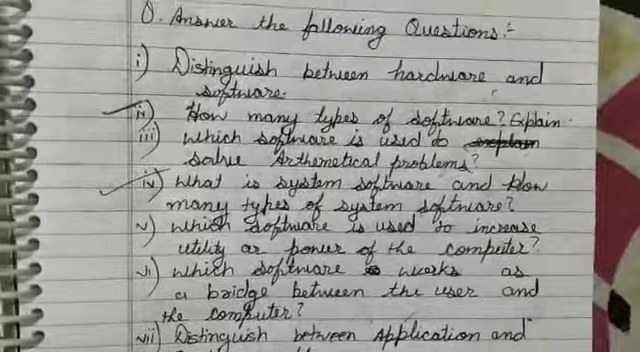 Q. Answer the following Questions:-
i) Distinguish between hardware and
software.
ii) How many types of software? Explain.
iii) Which software is used to explain
solve Arthemetical problems?
iv) What is system software and How
many types of system software?
v) Which software is used to increase
utility or power of the computer?
vi) Which software works as
a bridge between the user and
the computer?
vii) Distinguish between Application and